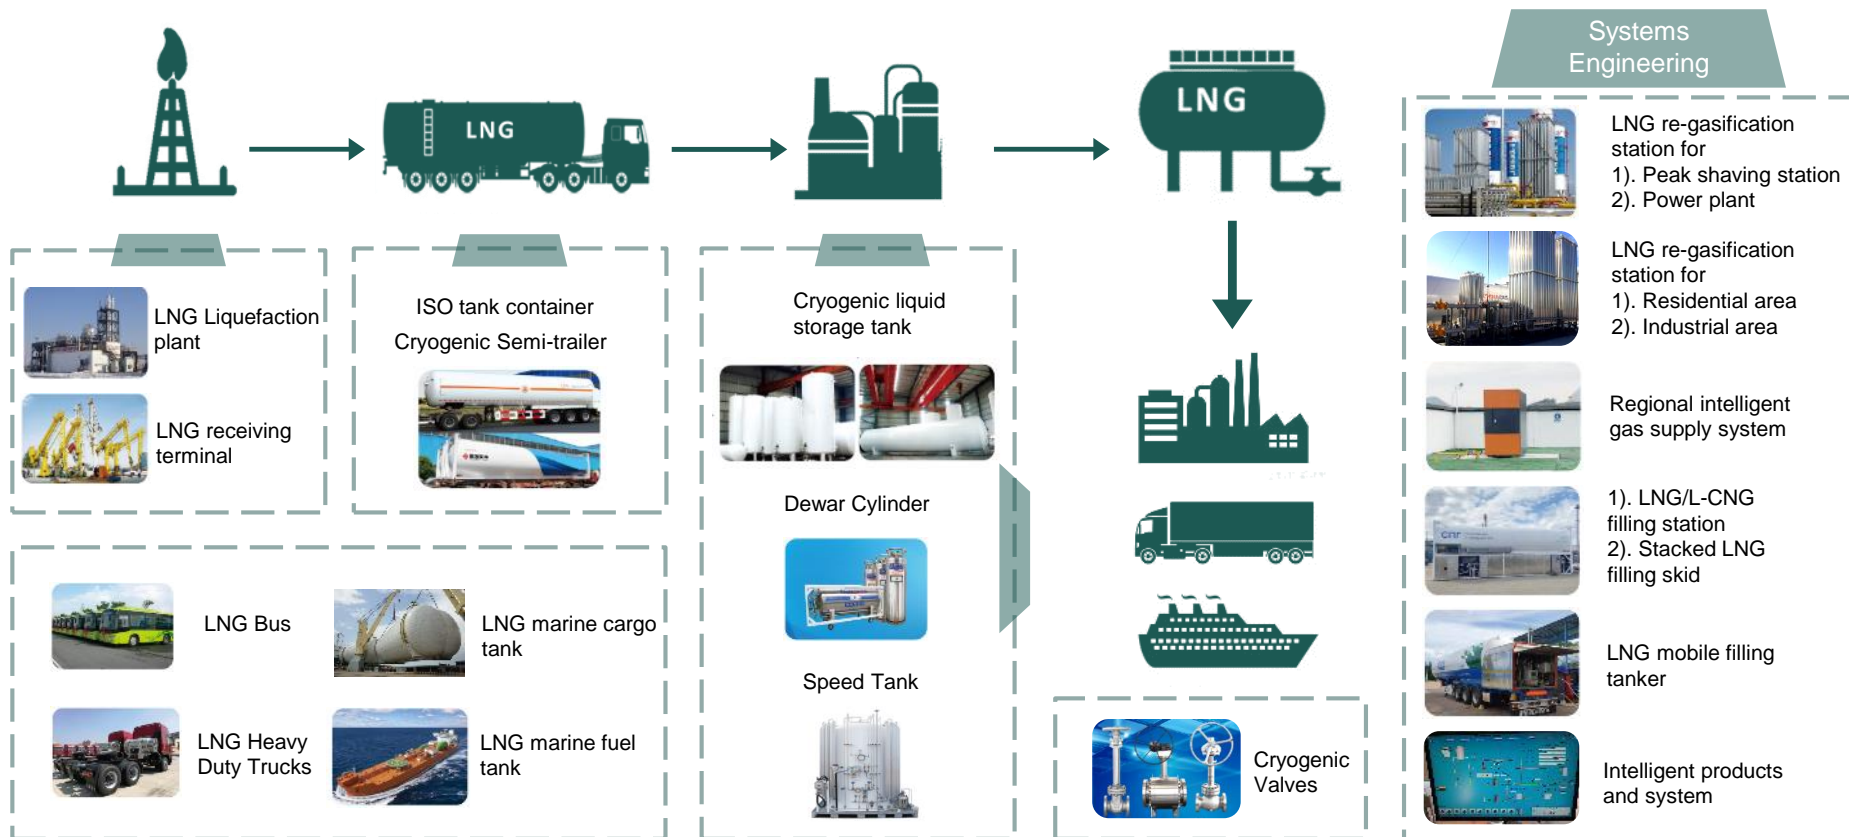 LNG
LNG
Systems
Engineering
LNG Liquefaction
plant
LNG receiving
terminal
ISO tank container
Cryogenic Semi-trailer
Cryogenic liquid
storage tank
Dewar Cylinder
Speed Tank
LNG Bus
LNG marine cargo
tank
LNG Heavy
Duty Trucks
LNG marine fuel
tank
Cryogenic
Valves
LNG re-gasification
station for
1). Peak shaving station
2). Power plant
LNG re-gasification
station for
1). Residential area
2). Industrial area
Regional intelligent
gas supply system
1). LNG/L-CNG
filling station
2). Stacked LNG
filling skid
LNG mobile filling
tanker
Intelligent products
and system